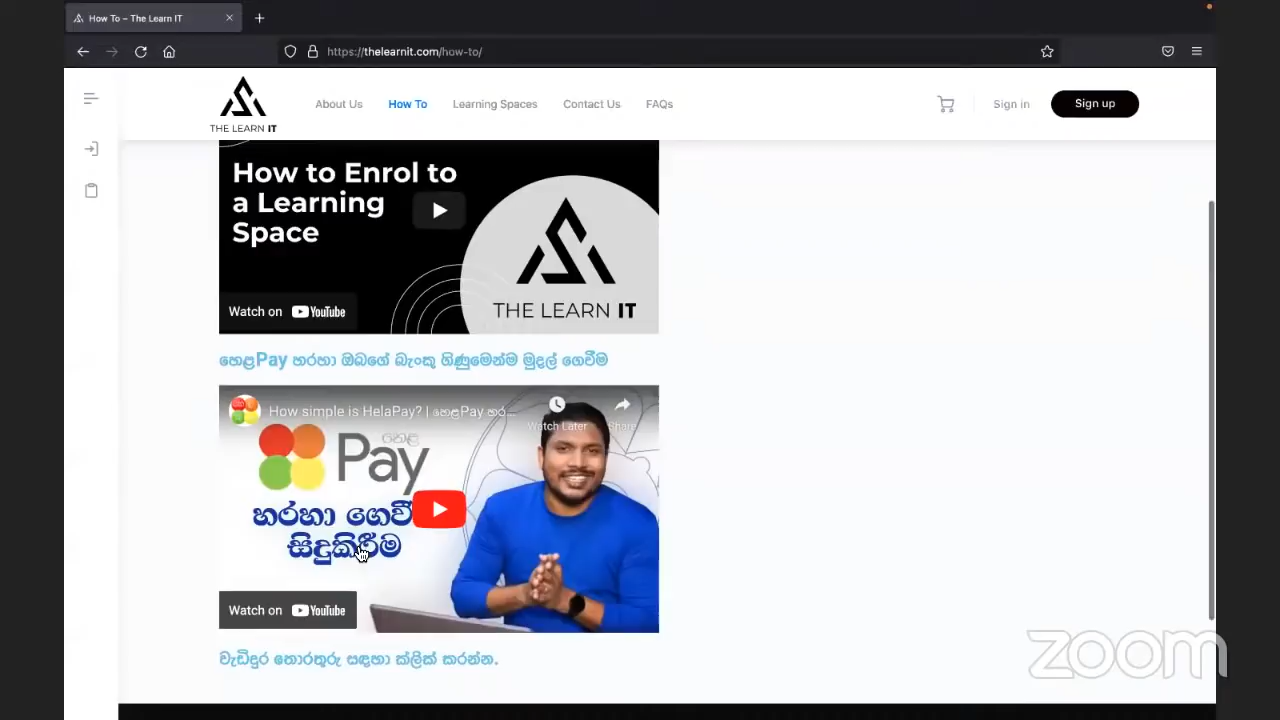 How To – The Learn IT
https://thelearnit.com/how-to/
THE LEARN IT
About Us
How To
Learning Spaces
Contact Us
FAQs
Sign in
Sign up
How to Enrol to
a Learning
Space
THE LEARN IT
Watch on YouTube
හෙළPay හරහා ඔබගේ බැංකු ගිණුමෙන්ම මුදල් ගෙවීම
How simple is HelaPay? | හෙළPay හර...
Watch Later
Share
හෙළ
Pay
හරහා ගෙවී
සිදුකිරීම
Watch on YouTube
වැඩිදුර තොරතුරු සඳහා ක්ලික් කරන්න.
zoom